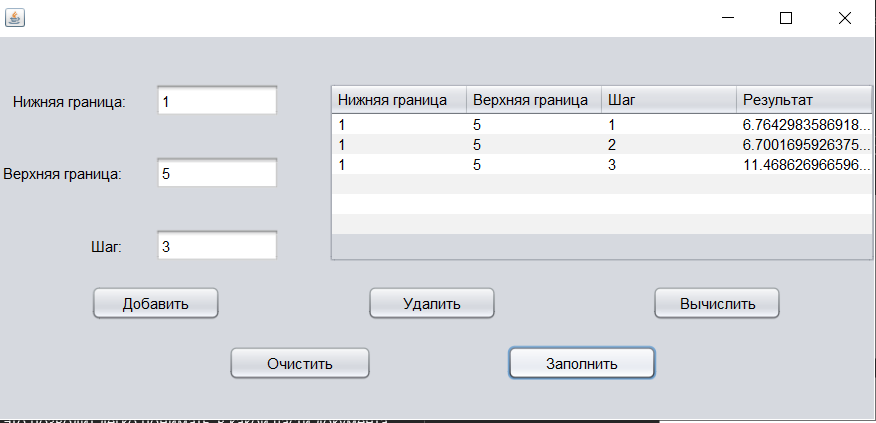 Нижняя граница: 1
Верхняя граница: 5
Шаг: 3
Нижняя граница Верхняя граница Шаг Результат
1 5 1 6.7642983586918...
1 5 2 6.7001695926375...
1 5 3 11.468626966596...
Добавить Удалить Вычислить
Очистить Заполнить